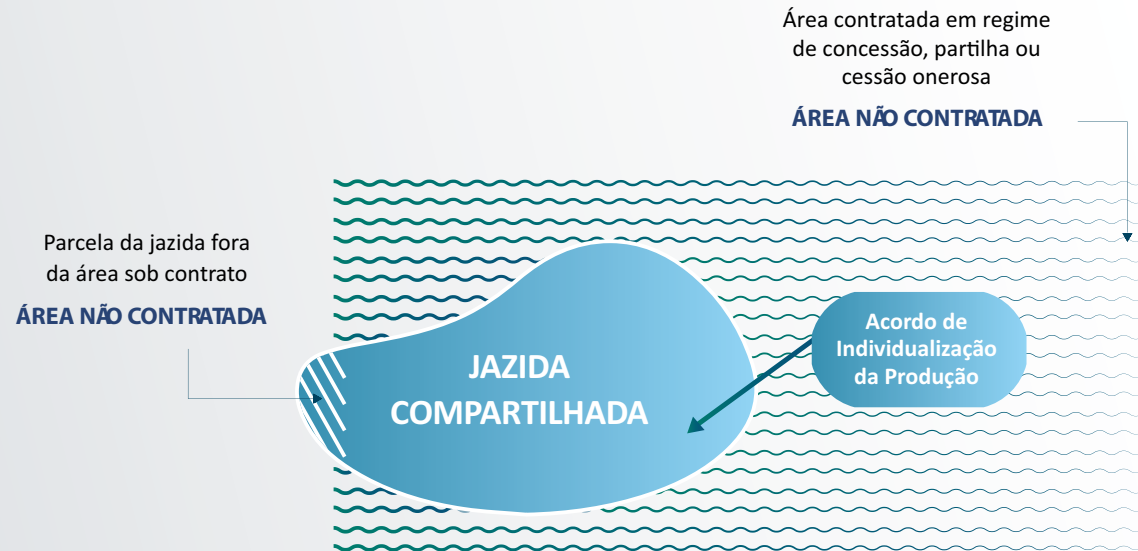 Área contratada em regime
de concessão, partilha ou
cessão onerosa
ÁREA NÃO CONTRATADA
Parcela da jazida fora
da área sob contrato
ÁREA NÃO CONTRATADA
JAZIDA
COMPARTILHADA
Acordo de
Individualização
da Produção